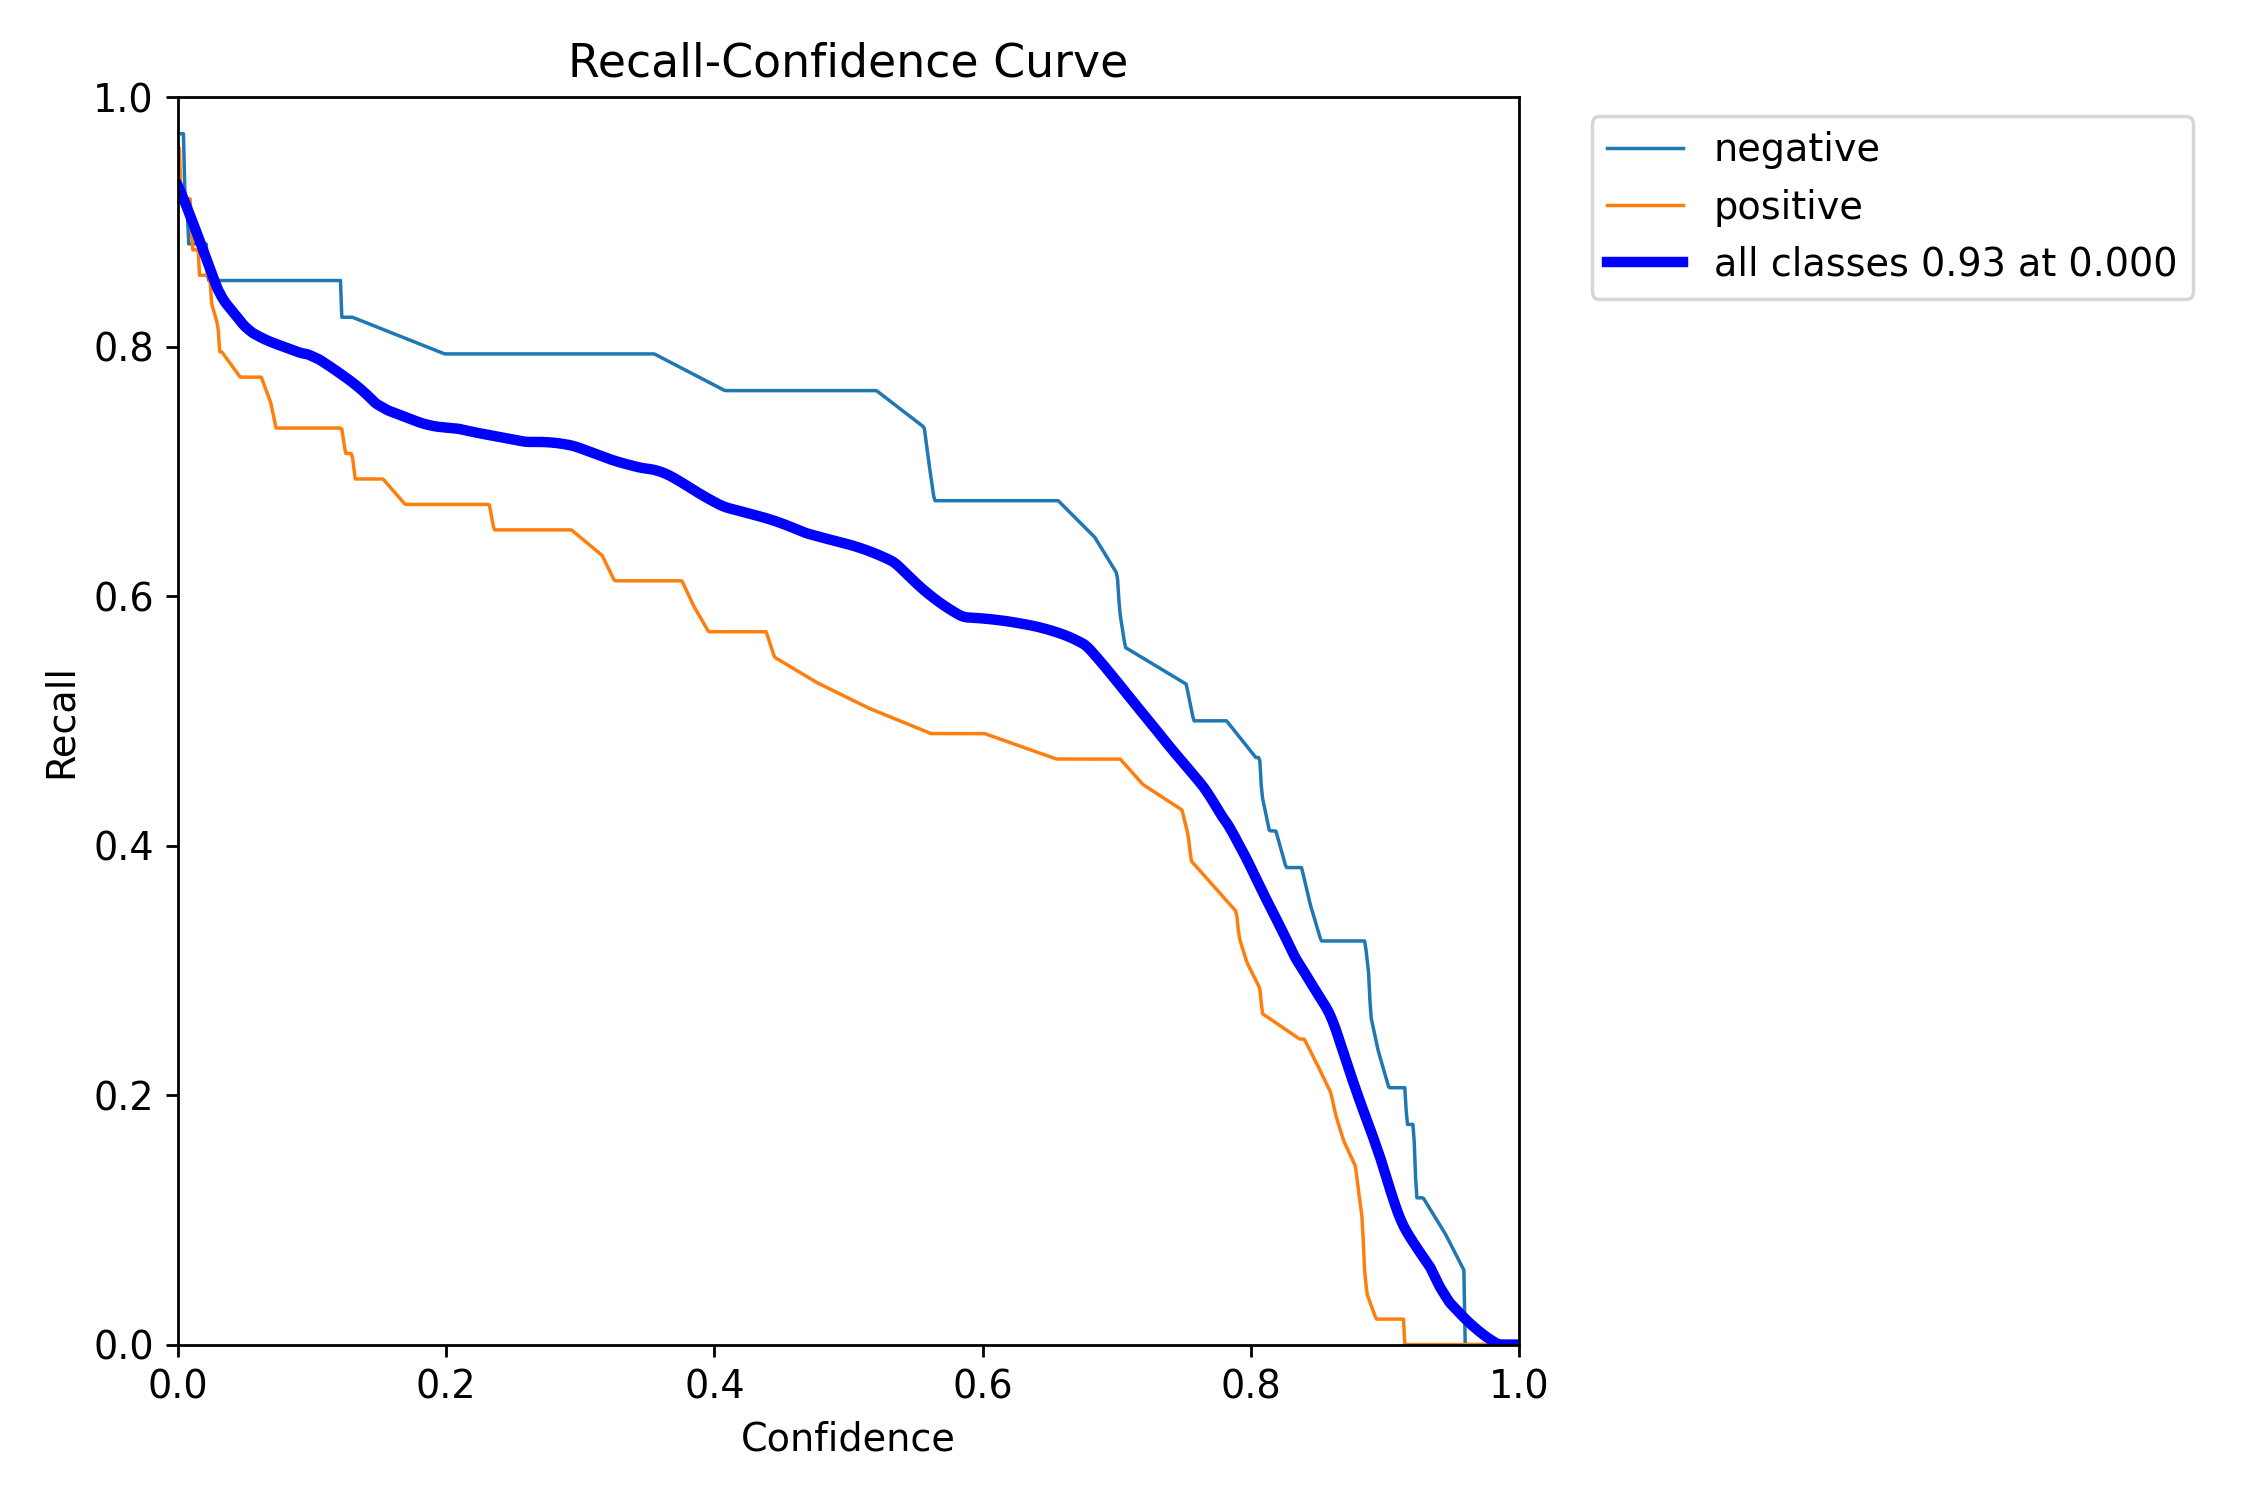 Recall-Confidence Curve
1.0
0.8
0.6
0.4
0.2
0.0
Recall
0.0 0.2 0.4 0.6 0.8 1.0
Confidence
negative
positive
all classes 0.93 at 0.000